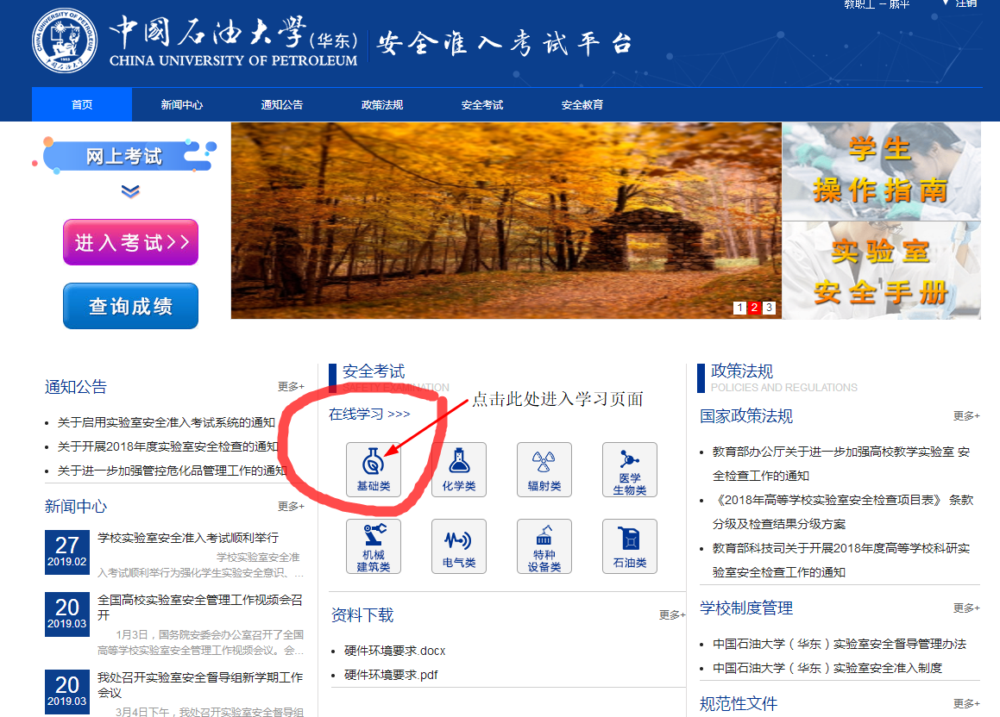 教职工 – 戚平
▼ 注销
中國石油大學(华东)
安全准入考试平台
CHINA UNIVERSITY OF PETROLEUM
首页
新闻中心
通知公告
政策法规
安全考试
安全教育
网上考试
进入考试>>
查询成绩
1 2 3
学生
操作指南
实验室
安全手册
通知公告
更多+
关于启用实验室安全准入考试系统的通知
关于开展2018年度实验室安全检查的通知
关于进一步加强管控危化品管理工作的通知
新闻中心
更多+
27
2019.02
学校实验室安全准入考试顺利举行
学校实验室安全准
入考试顺利举行为强化学生实验安全意识、...
20
2019.03
全国高校实验室安全管理工作视频会召
开
1月3日，国务院安委会办公室召开了全国
高等学校实验室安全管理工作视频会议。会...
20
2019.03
我处召开实验室安全督导组新学期工作
会议
3月4日下午，我处召开实验室安全督导组
安全考试
SAFETY EXAMINATION
在线学习 >>>
点击此处进入学习页面
基础类
化学类
辐射类
医学
生物类
机械
建筑类
电气类
特种
设备类
石油类
资料下载
更多+
硬件环境要求.docx
硬件环境要求.pdf
政策法规
POLICIES AND REGULATIONS
国家政策法规
更多+
教育部办公厅关于进一步加强高校教学实验室 安
全检查工作的通知
《2018年高等学校实验室安全检查项目表》 条款
分级及检查结果分级方案
教育部科技司关于开展2018年度高等学校科研实
验室安全检查工作的通知
学校制度管理
更多+
中国石油大学（华东）实验室安全督导管理办法
中国石油大学（华东）实验室安全准入制度
规范性文件
更多+